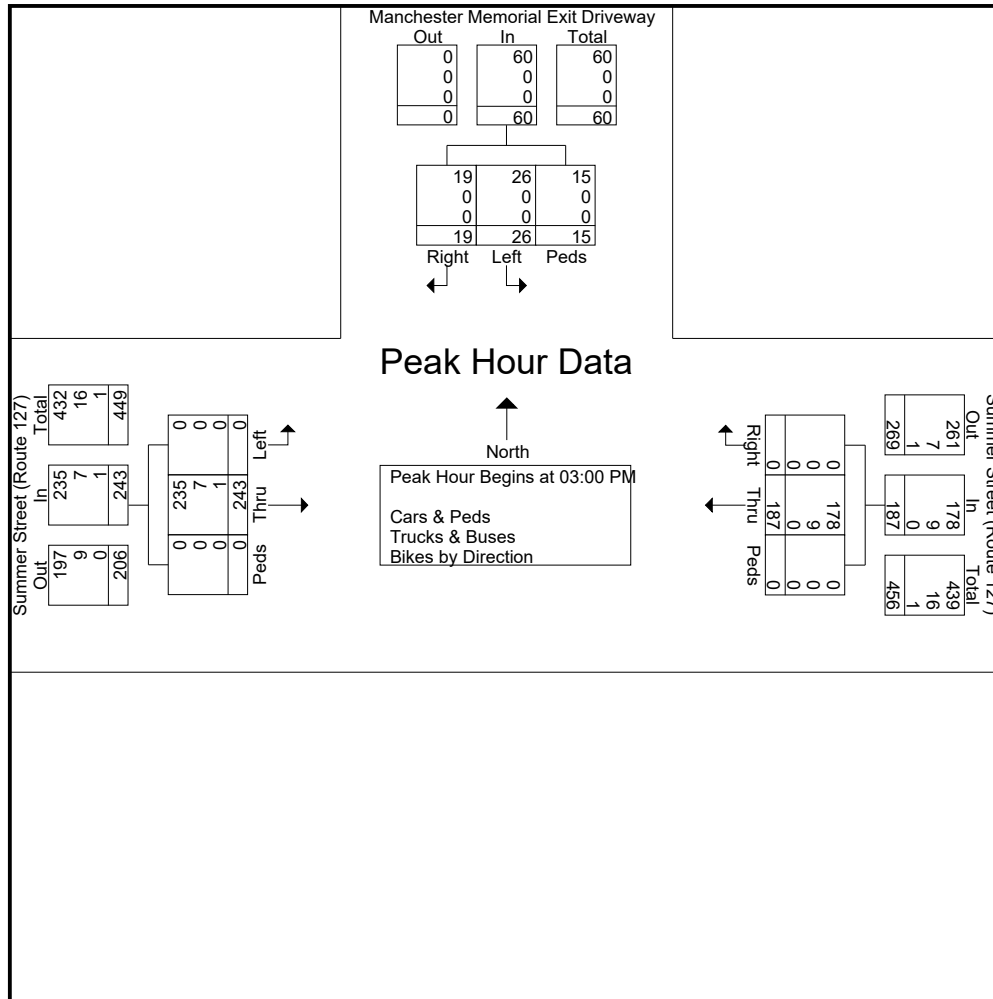 Manchester Memorial Exit Driveway
Out In Total
0 60 60
0 0 0
0 0 0
0 60 60
19 26 15
0 0 0
0 0 0
19 26 15
Right Left Peds
Peak Hour Data
North
Peak Hour Begins at 03:00 PM
Cars & Peds
Trucks & Buses
Bikes by Direction
Summer Street (Route 127)
Out In Total
197 235 432
9 7 16
0 1 1
206 243 449
Left
0
0
0
0
Thru
235
7
1
243
Peds
0
0
0
0
Summer Street (Route 127)
Out In Total
261 178 439
7 9 16
1 0 1
269 187 456
Right Thru Peds
0 178 0
0 9 0
0 0 0
0 187 0